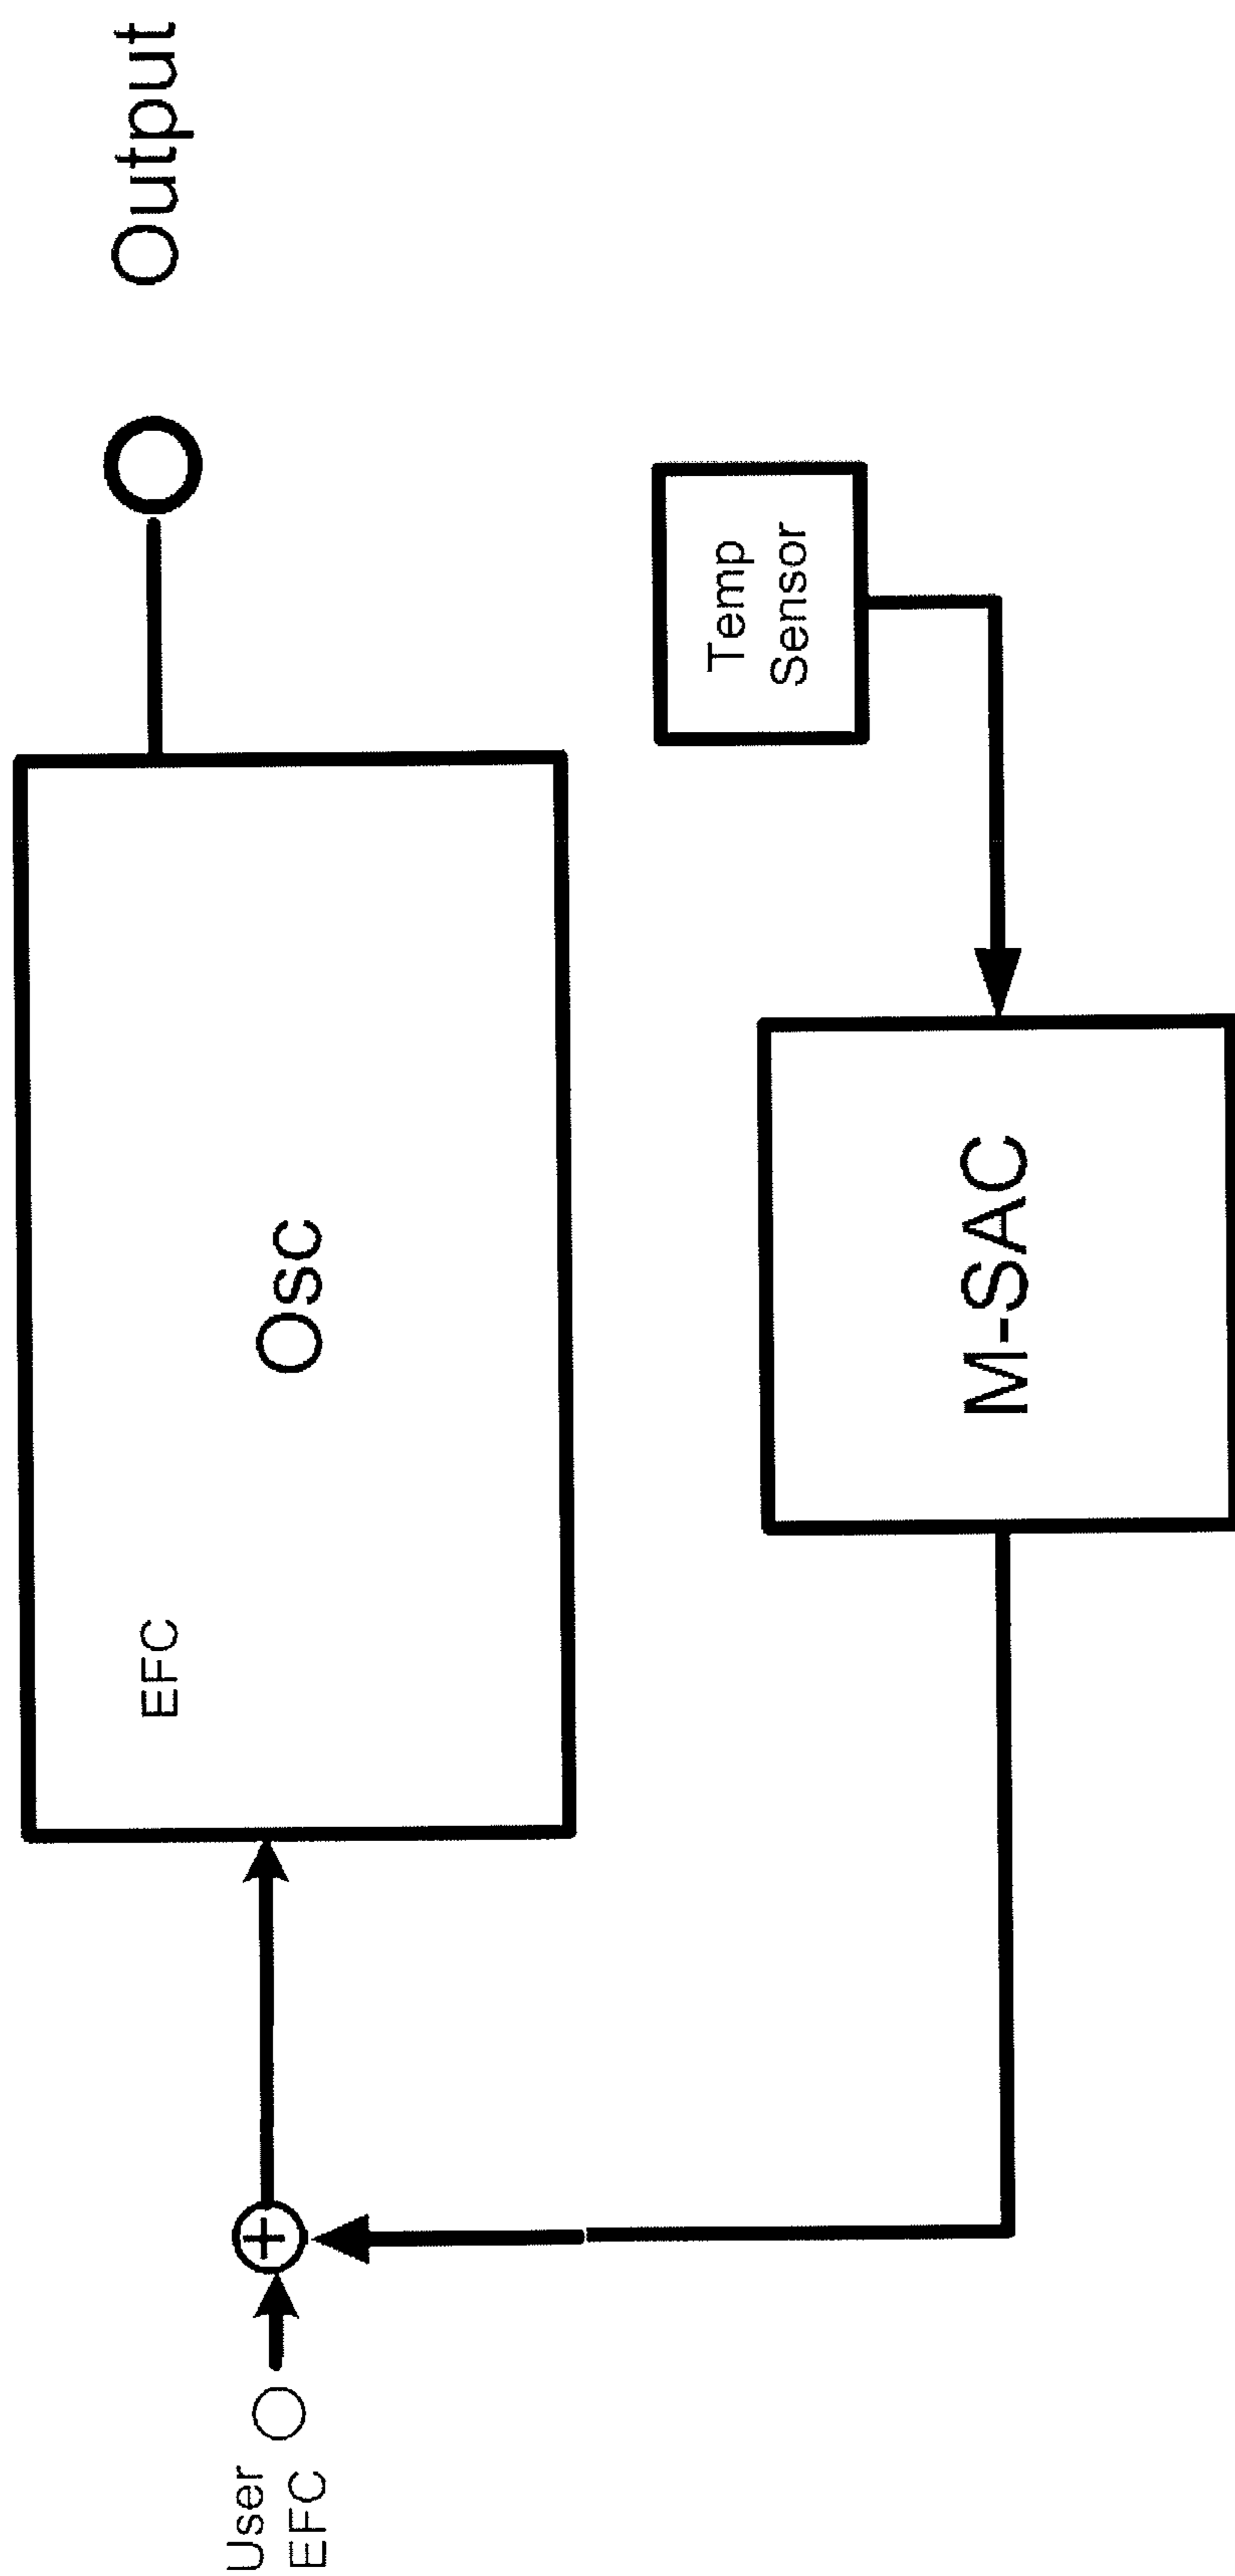 User
EFC
EFC
Osc
Output
M-SAC
Temp
Sensor